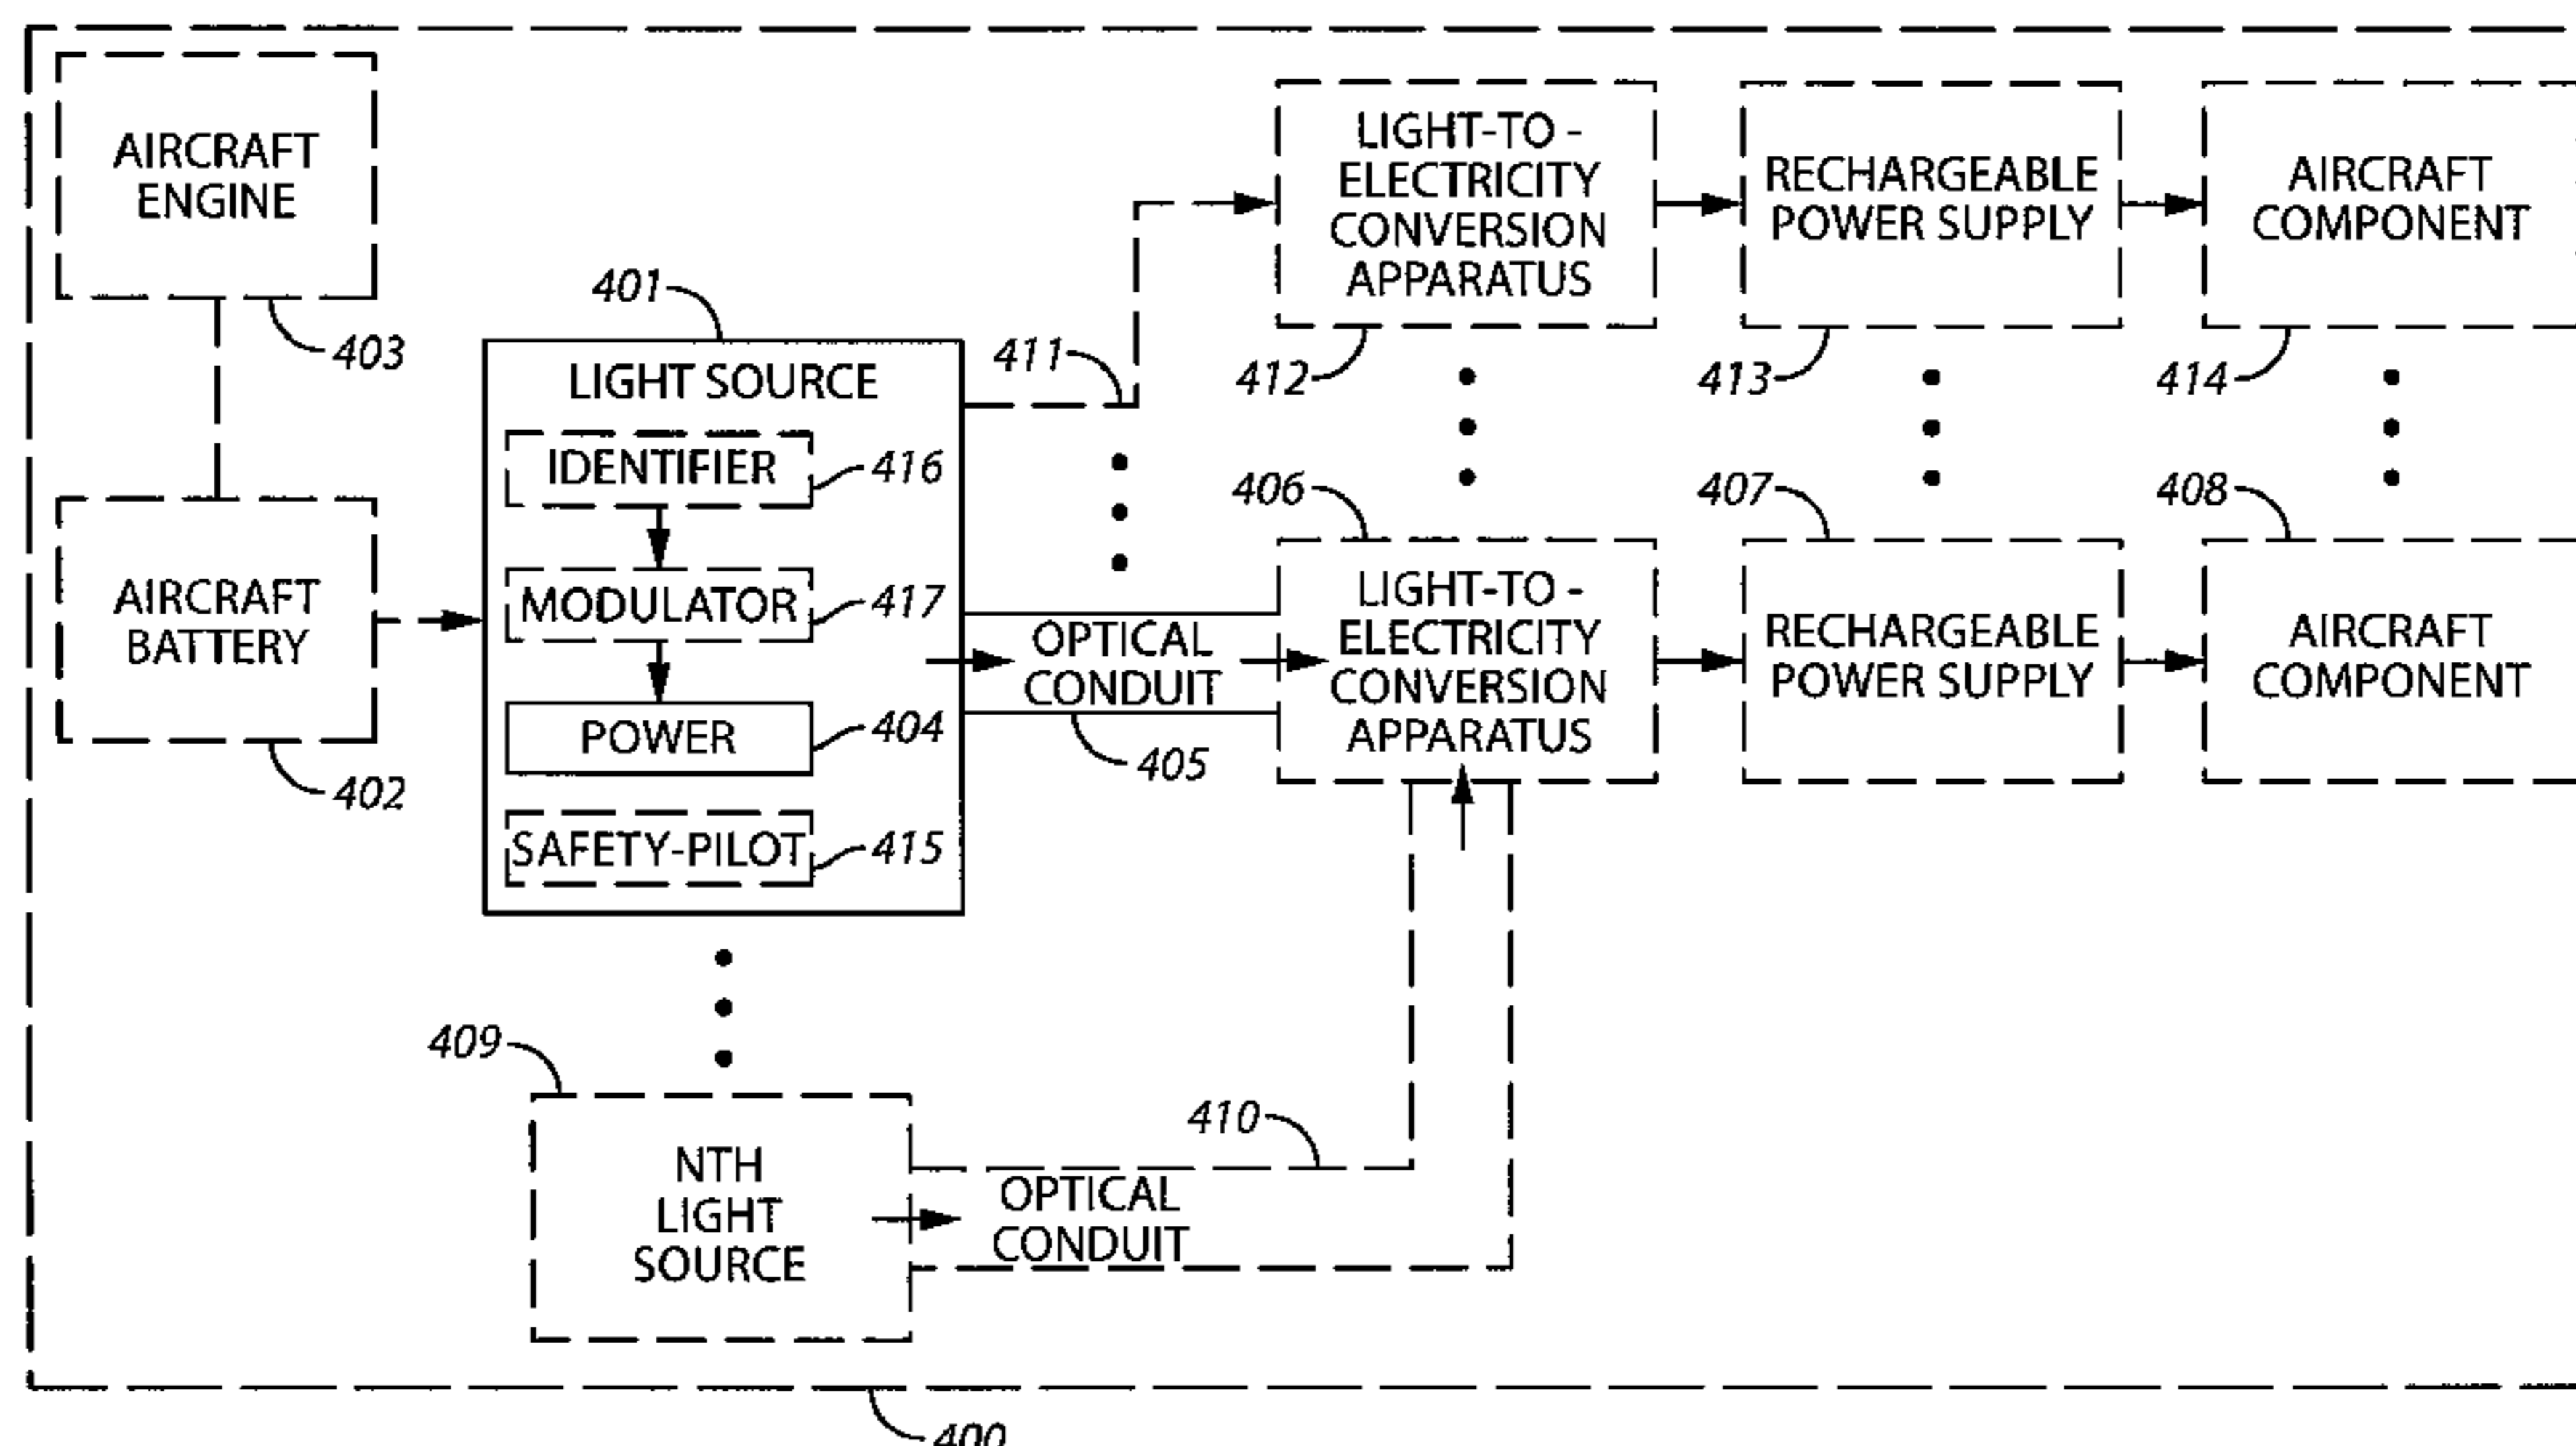 AIRCRAFT
ENGINE
403
AIRCRAFT
BATTERY
402
401
LIGHT SOURCE
IDENTIFIER
416
MODULATOR
417
POWER
404
SAFETY-PILOT
415
411
LIGHT-TO-
ELECTRICITY
CONVERSION
APPARATUS
412
RECHARGEABLE
POWER SUPPLY
413
AIRCRAFT
COMPONENT
414
OPTICAL
CONDUIT
405
406
LIGHT-TO-
ELECTRICITY
CONVERSION
APPARATUS
407
RECHARGEABLE
POWER SUPPLY
408
AIRCRAFT
COMPONENT
409
NTH
LIGHT
SOURCE
410
OPTICAL
CONDUIT
400